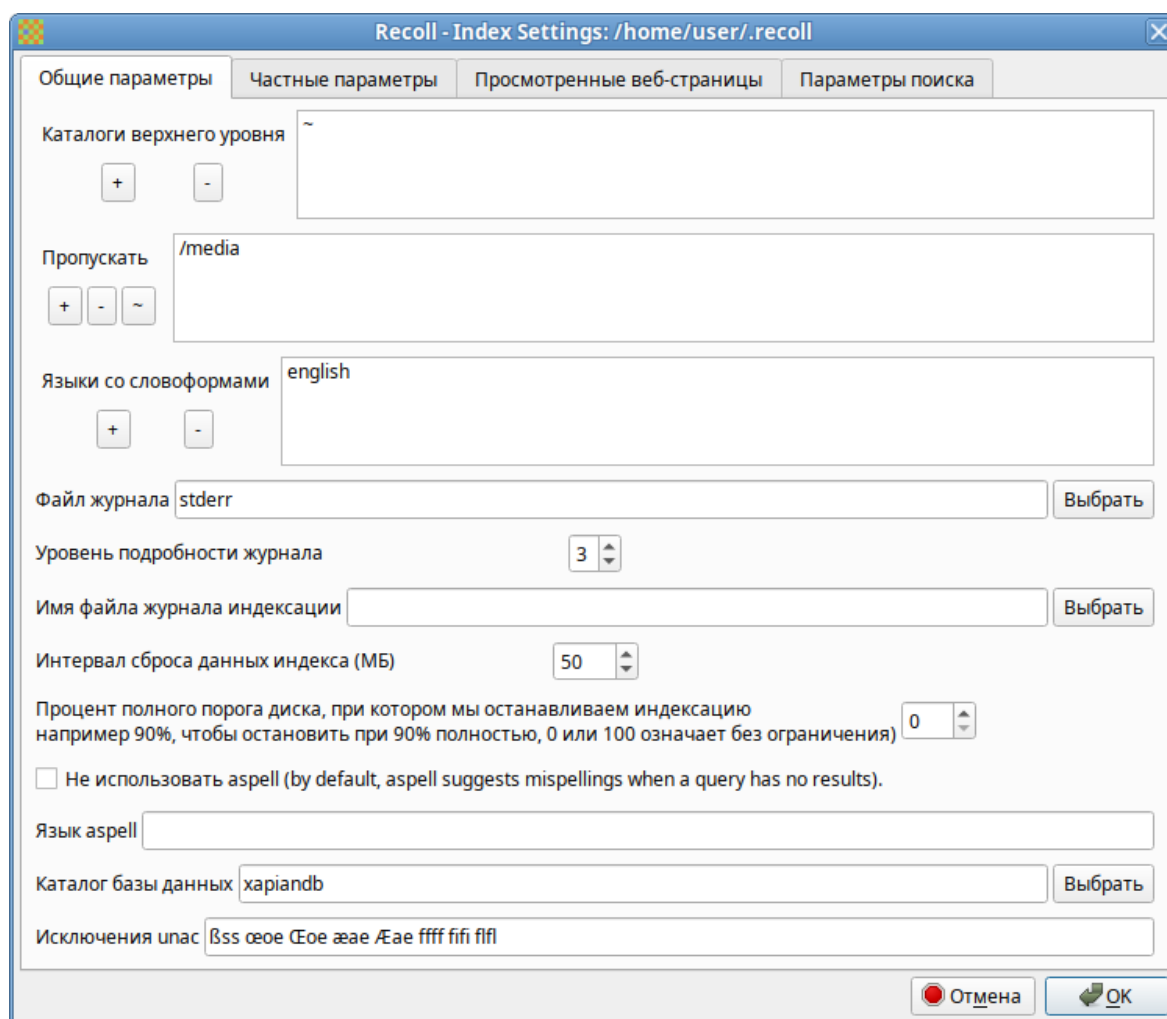 Recoll - Index Settings: /home/user/.recoll
Общие параметры Частные параметры Просмотренные веб-страницы Параметры поиска
Каталоги верхнего уровня
~
+ -
Пропускать
/media
+ - ~
Языки со словоформами
english
+ -
Файл журнала stderr Выбрать
Уровень подробности журнала 3
Имя файла журнала индексации Выбрать
Интервал сброса данных индекса (МБ) 50
Процент полного порога диска, при котором мы останавливаем индексацию
например 90%, чтобы остановить при 90% полностью, 0 или 100 означает без ограничения) 0
Не использовать aspell (by default, aspell suggests mispellings when a query has no results).
Язык aspell
Каталог базы данных xapiandb Выбрать
Исключения unac ßss œoe Œoe æae Æae ffff fifi flfl
Отмена OK